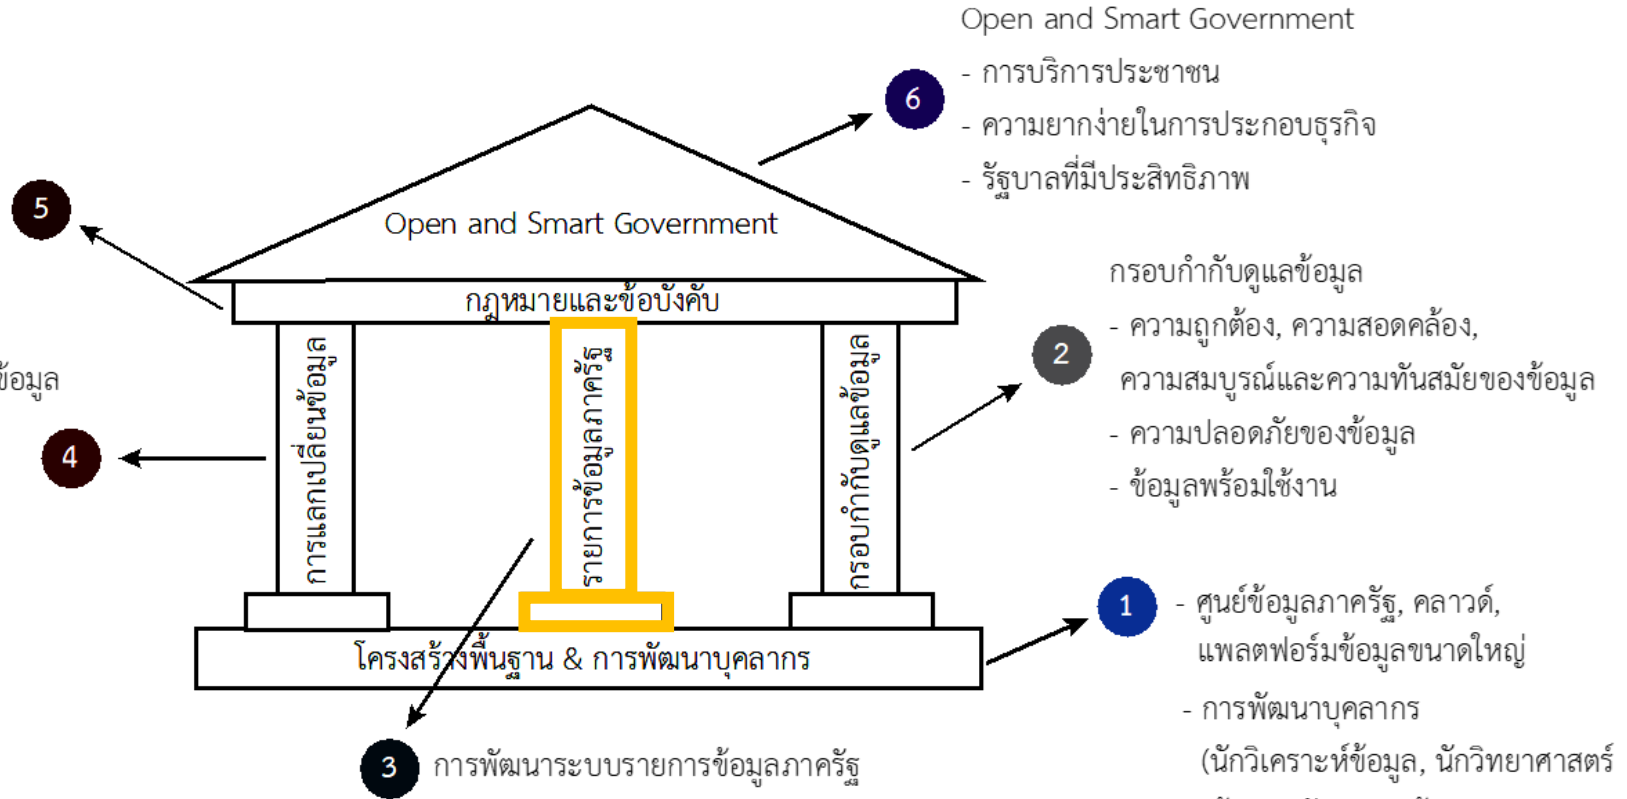 Open and Smart Government
- การบริการประชาชน
6
- ความยากง่ายในการประกอบธุรกิจ
- รัฐบาลที่มีประสิทธิภาพ
5
Open and Smart Government
กฎหมายและข้อบังคับ
กรอบกำกับดูแลข้อมูล
- ความถูกต้อง, ความสอดคล้อง,
2
ความสมบูรณ์และความทันสมัยของข้อมูล
- ความปลอดภัยของข้อมูล
- ข้อมูลพร้อมใช้งาน
ข้อมูล
4
การแลกเปลี่ยนข้อมูล
รายการข้อมูลภาครัฐ
กรอบกำกับดูแลข้อมูล
โครงสร้างพื้นฐาน & การพัฒนาบุคลากร
1
- ศูนย์ข้อมูลภาครัฐ, คลาวด์,
แพลตฟอร์มข้อมูลขนาดใหญ่
- การพัฒนาบุคลากร
(นักวิเคราะห์ข้อมูล, นักวิทยาศาสตร์
3 การพัฒนาระบบรายการข้อมูลภาครัฐ